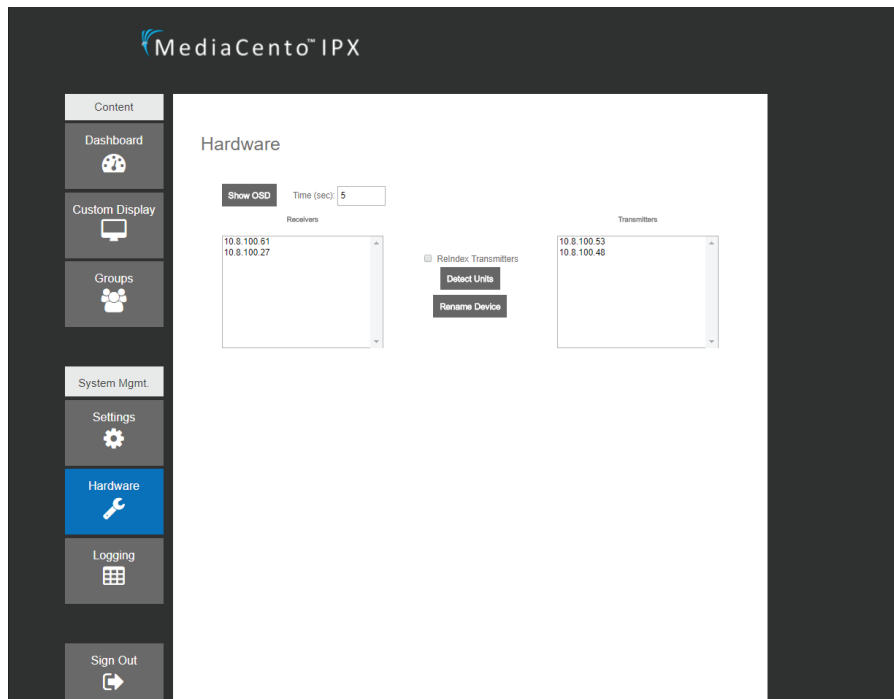 MediaCento™ IPX
Content
Dashboard
Custom Display
Groups
System Mgmt.
Settings
Hardware
Logging
Sign Out
Hardware
Show OSD Time (sec): 5
Receivers
10.8.100.61
10.8.100.27
ReIndex Transmitters
Detect Units
Rename Device
Transmitters
10.8.100.53
10.8.100.48